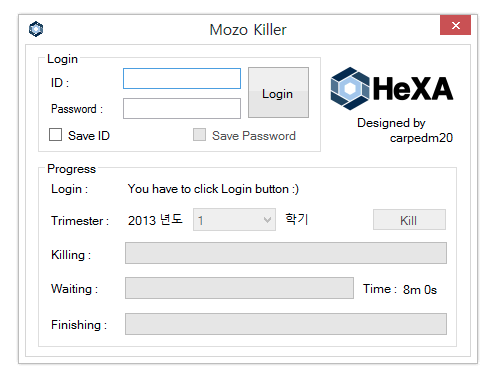 Mozo Killer
Login
ID :
Password :
Login
Save ID
Save Password
HeXA
Designed by
carpedm20
Progress
Login : You have to click Login button :)
Trimester : 2013 년도 1 학기 Kill
Killing :
Waiting : Time : 8m 0s
Finishing :